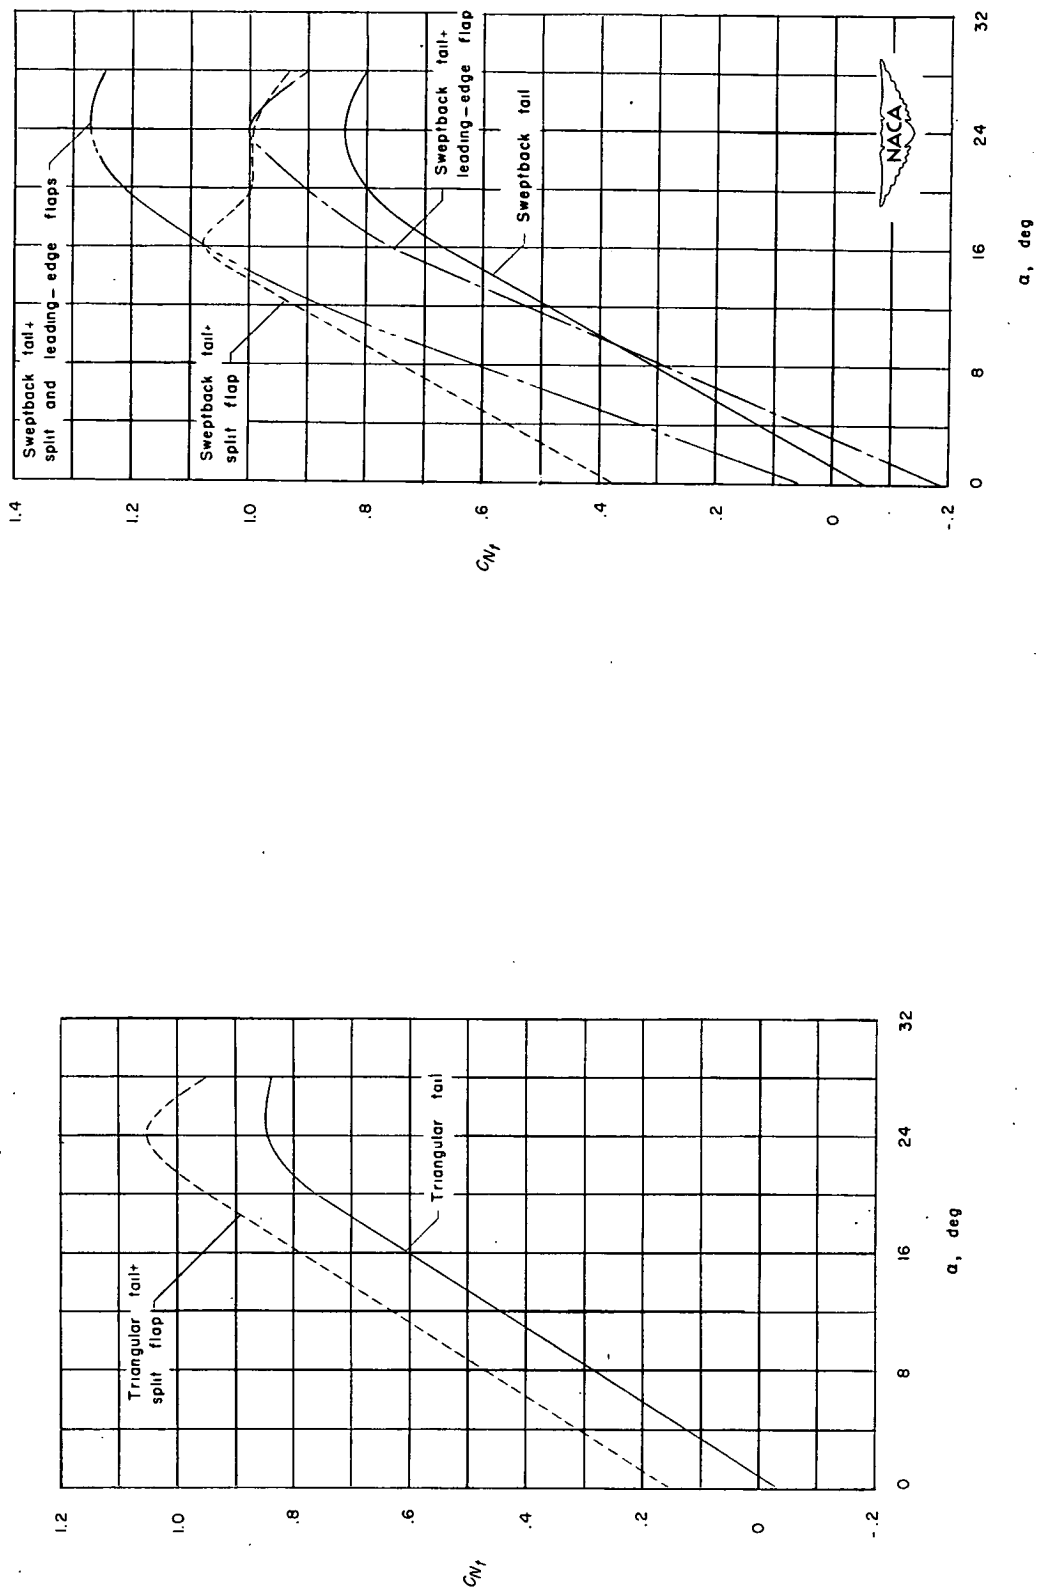 1.2
1.0
.8
.6
.4
.2
0
-.2
C_{N_t}
0
8
16
24
32
α, deg
Triangular tail+
split flap
Triangular tail
1.4
1.2
1.0
.8
.6
.4
.2
0
-.2
C_{N_t}
0
8
16
24
32
α, deg
Sweptback tail+
split and leading-edge flaps
Sweptback tail+
split flap
Sweptback tail+
leading-edge flap
Sweptback tail
NACA